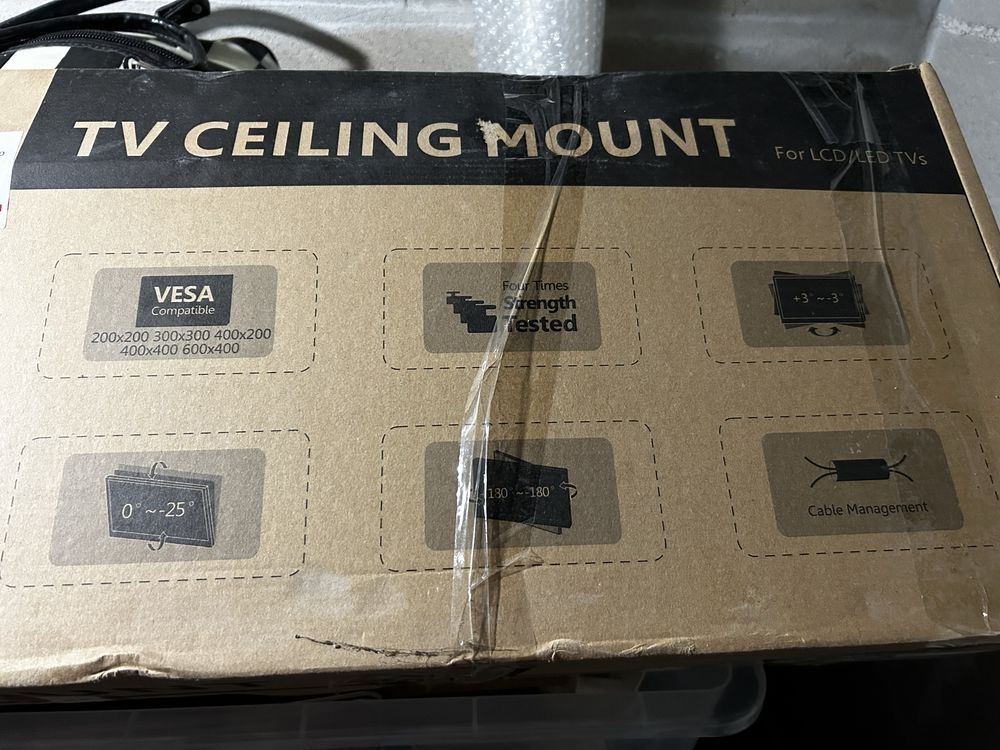 TV CEILING MOUNT
For LCD/LED TVs
VESA
Compatible
200x200 300x300 400x200
400x400 600x400
Four Times
Strength
Tested
+3°~-3°
0°~-25°
180°~-180°
Cable Management